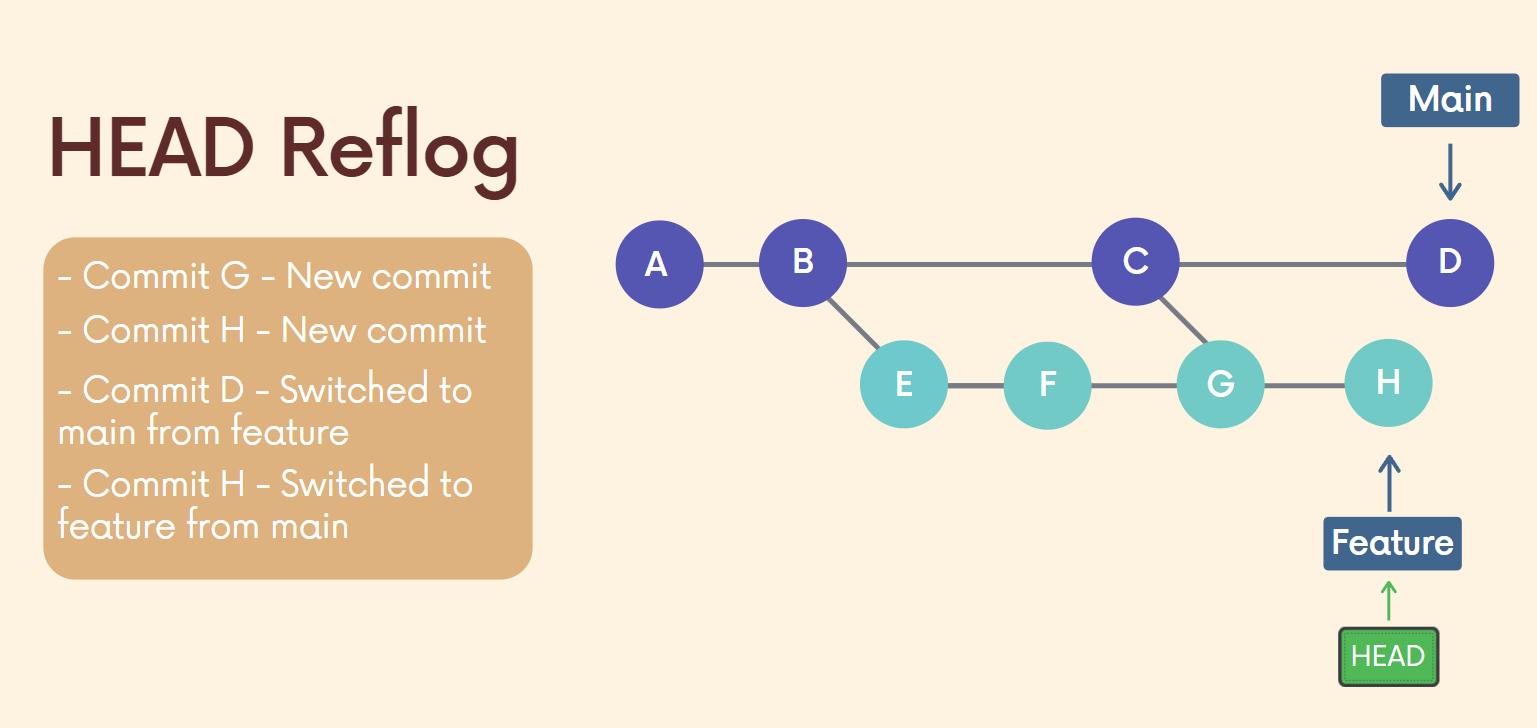 HEAD Reflog
- Commit G - New commit
- Commit H - New commit
- Commit D - Switched to
main from feature
- Commit H - Switched to
feature from main
Main
A
B
C
D
E
F
G
H
Feature
HEAD